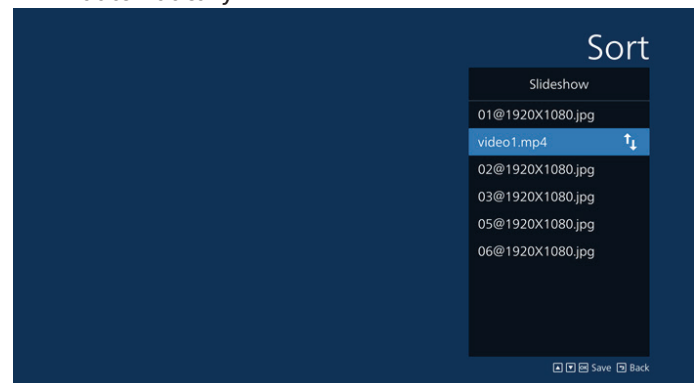 Sort
Slideshow
01@1920X1080.jpg
video1.mp4
02@1920X1080.jpg
03@1920X1080.jpg
05@1920X1080.jpg
06@1920X1080.jpg
OK Save Back